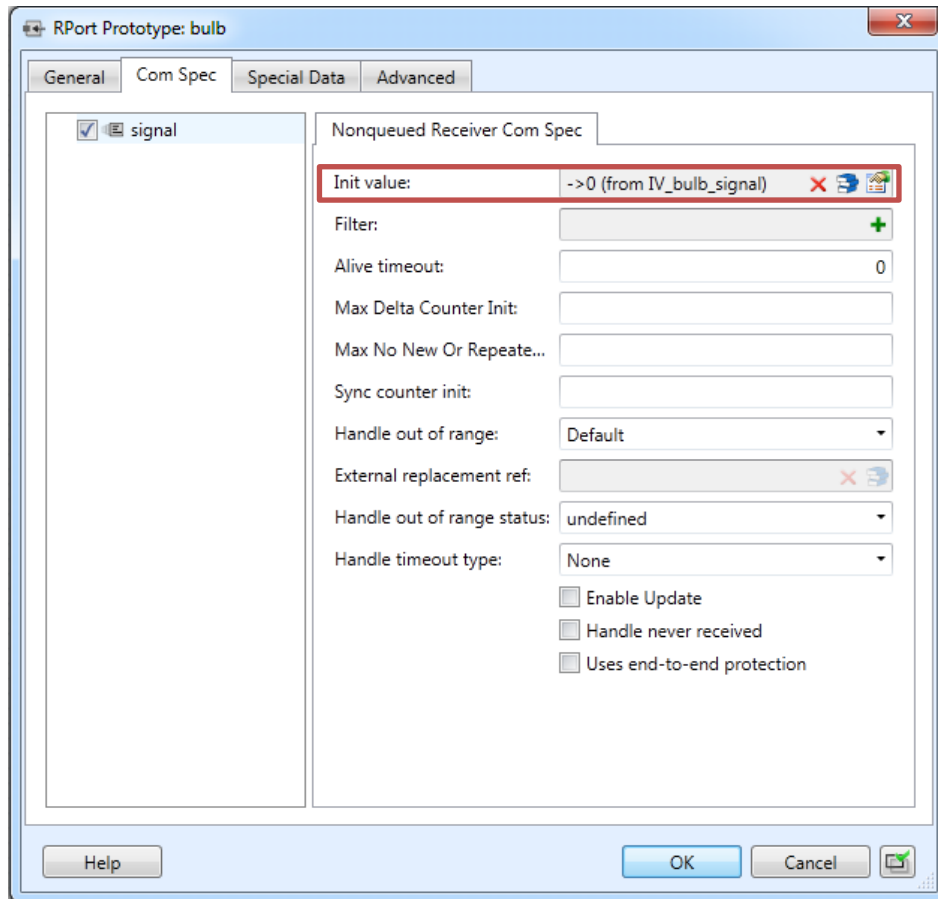 RPort Prototype: bulb
General Com Spec Special Data Advanced
signal
Nonqueued Receiver Com Spec
Init value: ->0 (from IV_bulb_signal)
Filter:
Alive timeout: 0
Max Delta Counter Init:
Max No New Or Repeate...
Sync counter init:
Handle out of range: Default
External replacement ref:
Handle out of range status: undefined
Handle timeout type: None
Enable Update
Handle never received
Uses end-to-end protection
Help OK Cancel